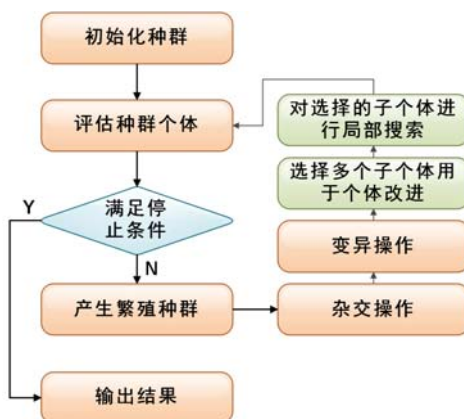 初始化种群
评估种群个体
满足停
止条件
Y
N
产生繁殖种群
输出结果
杂交操作
变异操作
选择多个子个体用
于个体改进
对选择的子个体进
行局部搜索